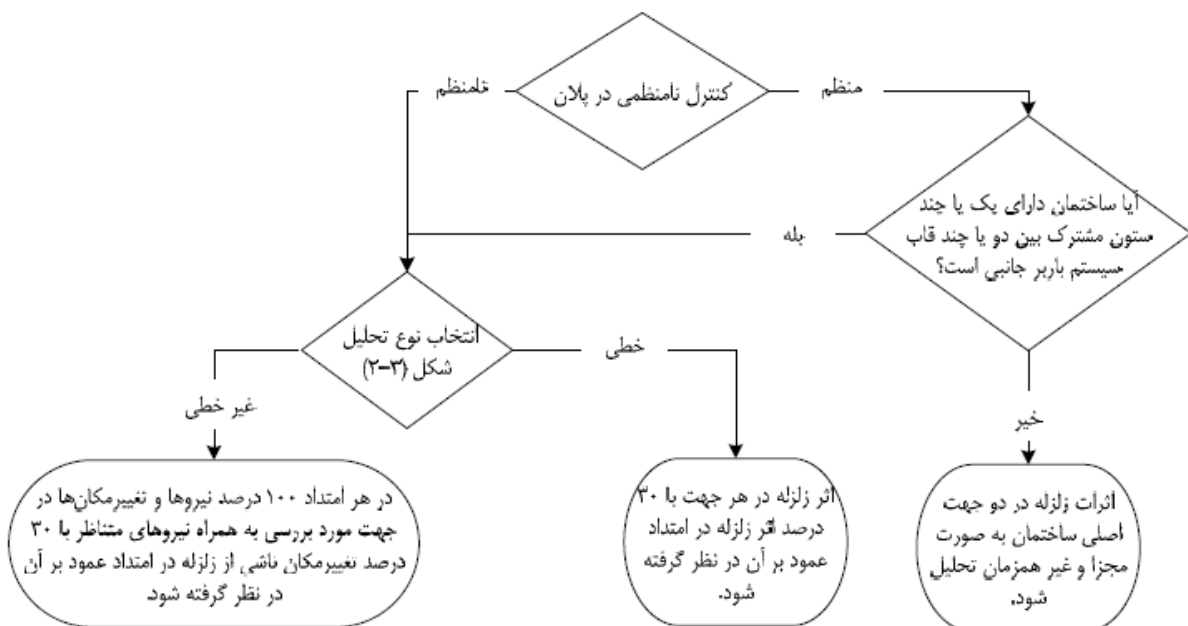 کنترل نامنظمی در پلان
منظم
نامنظم
آیا ساختمان دارای یک یا چند
ستون مشترک بین دو یا چند قاب
سیستم باربر جانبی است؟
بله
خیر
انتخاب نوع تحلیل
شکل (۳-۲)
خطی
غیر خطی
اثرات زلزله در دو جهت
اصلی ساختمان به صورت
مجزا و غیر همزمان تحلیل
شود.
اثر زلزله در هر جهت با ۳۰
درصد اثر زلزله در امتداد
عمود بر آن در نظر گرفته
شود.
در هر امتداد ۱۰۰ درصد نیروها و تغییرمکان‌ها در
جهت مورد بررسی به همراه نیروهای متناظر با ۳۰
درصد تغییرمکان ناشی از زلزله در امتداد عمود بر آن
در نظر گرفته شود.